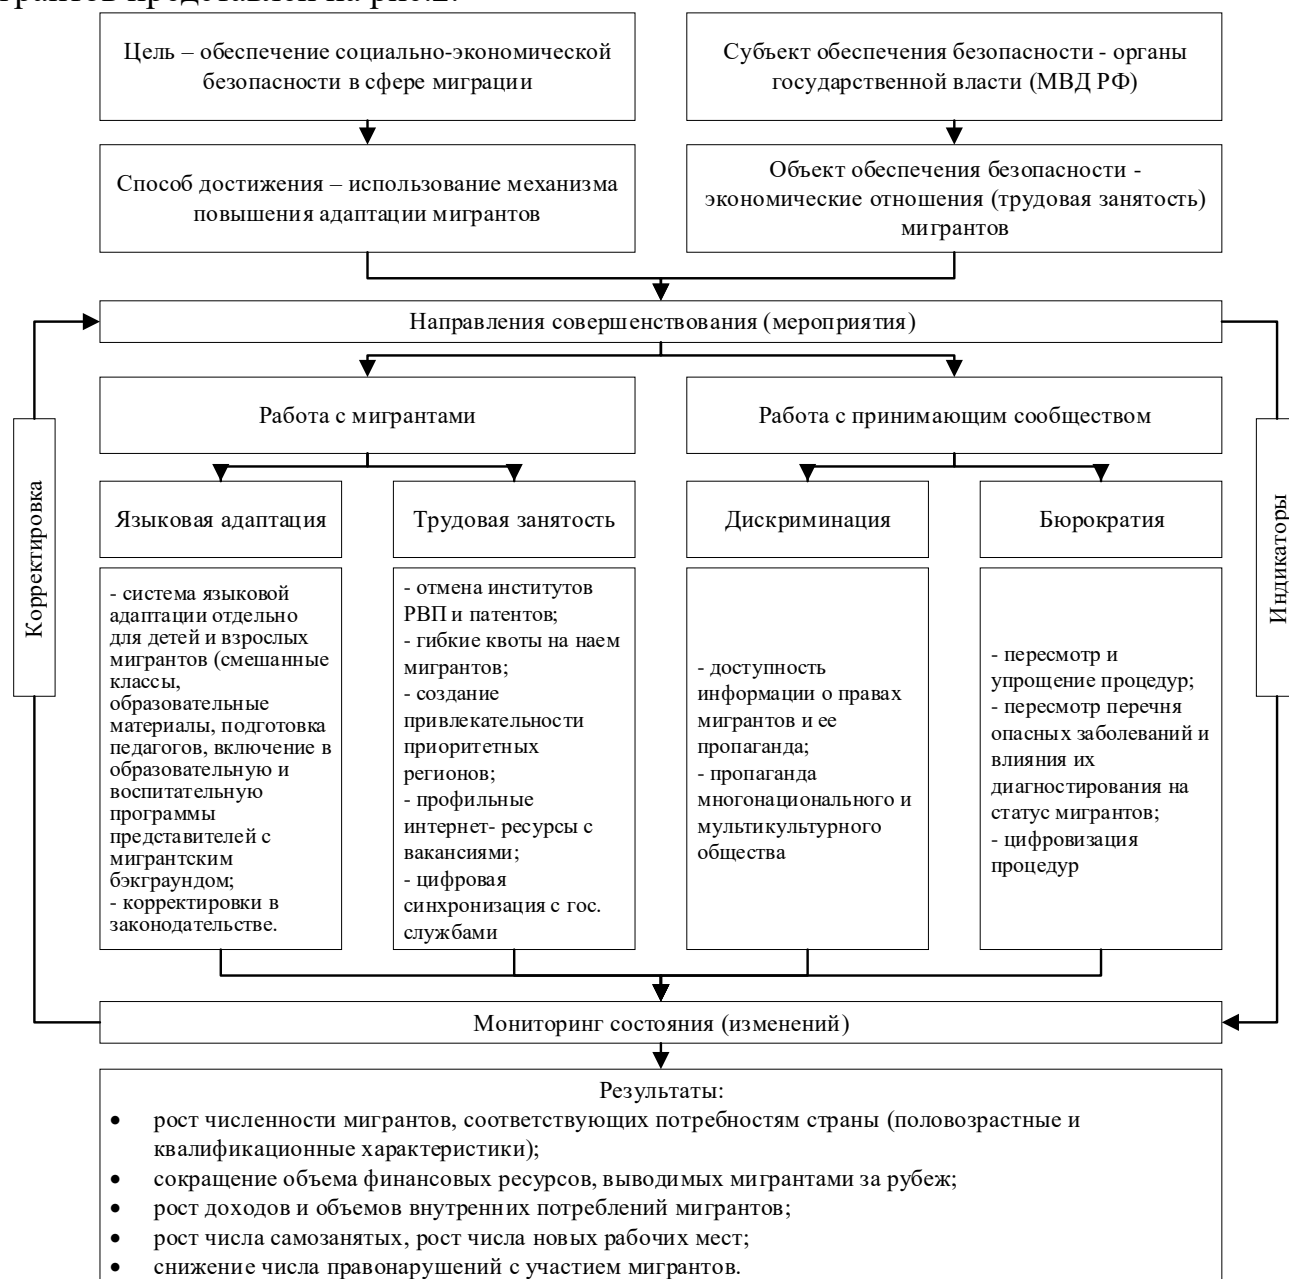 грантов представлен на рис.2.
Цель – обеспечение социально-экономической
безопасности в сфере миграции
Субъект обеспечения безопасности - органы
государственной власти (МВД РФ)
Способ достижения – использование механизма
повышения адаптации мигрантов
Объект обеспечения безопасности -
экономические отношения (трудовая занятость)
мигрантов
Направления совершенствования (мероприятия)
Работа с мигрантами
Работа с принимающим сообществом
Корректировка
Индикаторы
Языковая адаптация
Трудовая занятость
Дискриминация
Бюрократия
- система языковой
адаптации отдельно
для детей и взрослых
мигрантов (смешанные
классы,
образовательные
материалы, подготовка
педагогов, включение в
образовательную и
воспитательную
программы
представителей с
мигрантским
бэкграундом;
- корректировки в
законодательстве.
- отмена институтов
РВП и патентов;
- гибкие квоты на наем
мигрантов;
- создание
привлекательности
приоритетных
регионов;
- профильные
интернет- ресурсы с
вакансиями;
- цифровая
синхронизация с гос.
службами
- доступность
информации о правах
мигрантов и ее
пропаганда;
- пропаганда
многонационального и
мультикультурного
общества
- пересмотр и
упрощение процедур;
- пересмотр перечня
опасных заболеваний и
влияния их
диагностирования на
статус мигрантов;
- цифровизация
процедур
Мониторинг состояния (изменений)
Результаты:
• рост численности мигрантов, соответствующих потребностям страны (половозрастные и
квалификационные характеристики);
• сокращение объема финансовых ресурсов, выводимых мигрантами за рубеж;
• рост доходов и объемов внутренних потреблений мигрантов;
• рост числа самозанятых, рост числа новых рабочих мест;
• снижение числа правонарушений с участием мигрантов.